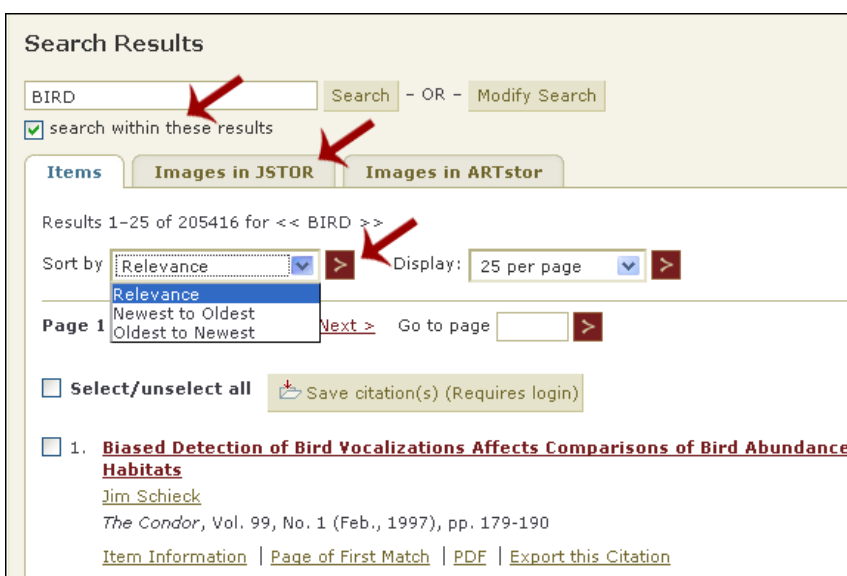 Search Results
BIRD Search - OR - Modify Search
search within these results
Items Images in JSTOR Images in ARTstor
Results 1-25 of 205416 for << BIRD >>
Sort by Relevance > Display: 25 per page >
Relevance
Newest to Oldest
Page 1 Next > Go to page >
Oldest to Newest
Select/unselect all Save citation(s) (Requires login)
1. Biased Detection of Bird Vocalizations Affects Comparisons of Bird Abundance
Habitats
Jim Schieck
The Condor, Vol. 99, No. 1 (Feb., 1997), pp. 179-190
Item Information | Page of First Match | PDF | Export this Citation